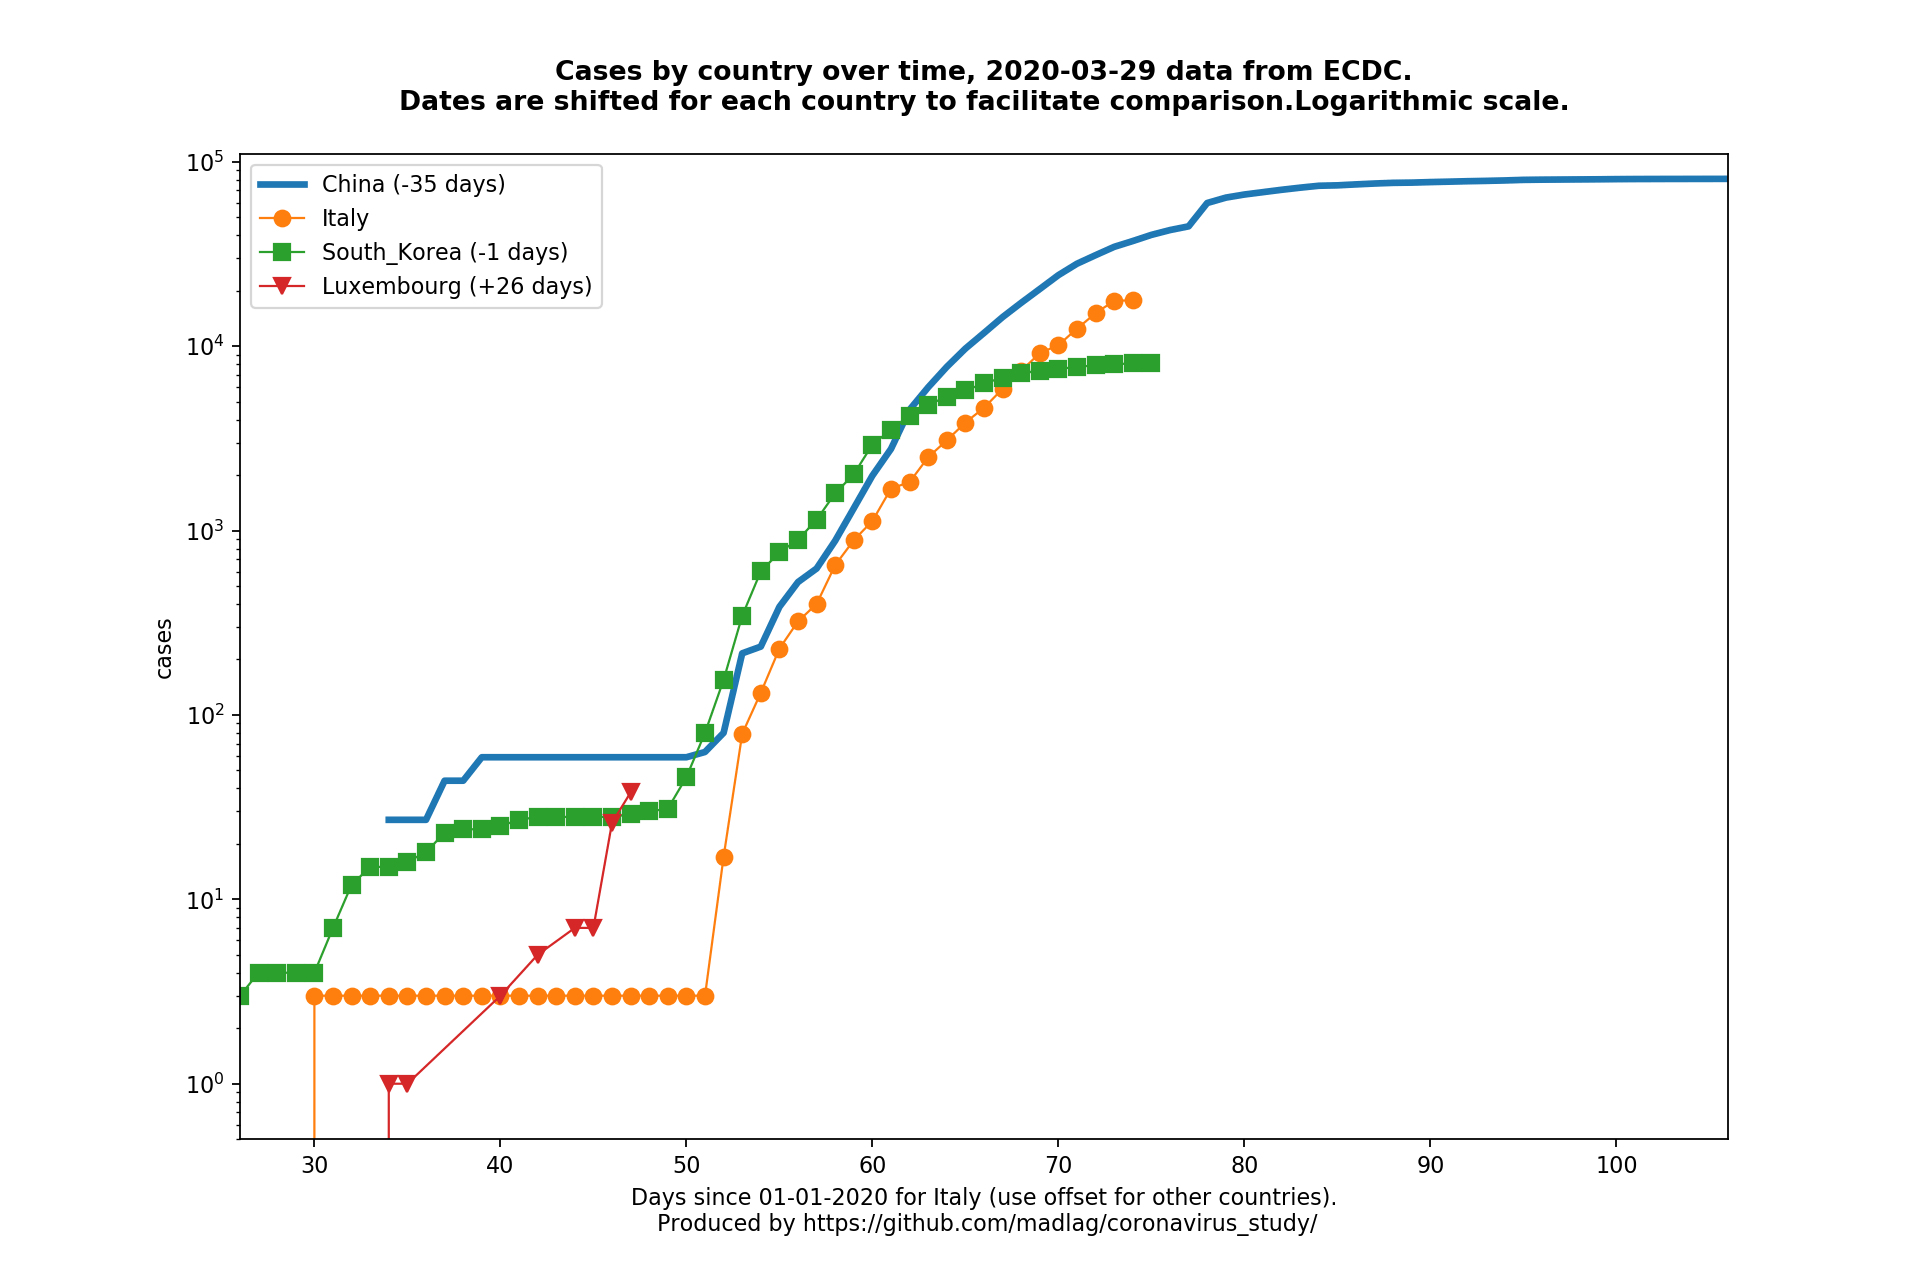 Cases by country over time, 2020-03-29 data from ECDC.
Dates are shifted for each country to facilitate comparison.Logarithmic scale.
10^5
10^4
10^3
10^2
10^1
10^0
cases
China (-35 days)
Italy
South_Korea (-1 days)
Luxembourg (+26 days)
30 40 50 60 70 80 90 100
Days since 01-01-2020 for Italy (use offset for other countries).
Produced by https://github.com/madlag/coronavirus_study/